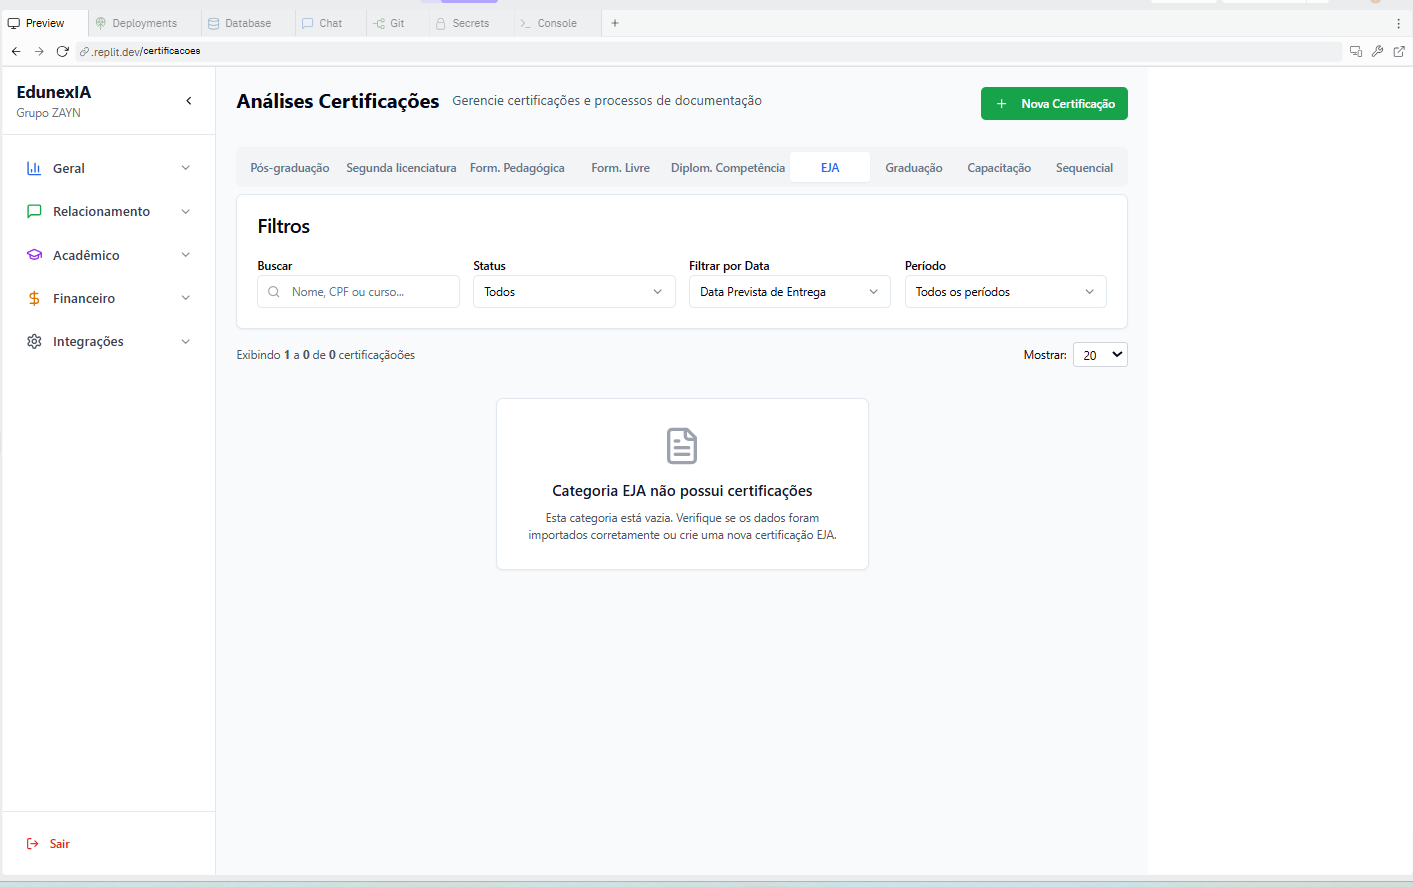 Preview Deployments Database Chat Git Secrets Console +
.replit.dev/certificacoes
EdunexIA
Grupo ZAYN
Geral
Relacionamento
Acadêmico
Financeiro
Integrações
Sair
Análises Certificações Gerencie certificações e processos de documentação
+ Nova Certificação
Pós-graduação Segunda licenciatura Form. Pedagógica Form. Livre Diplom. Competência EJA Graduação Capacitação Sequencial
Filtros
Buscar Status Filtrar por Data Período
Nome, CPF ou curso... Todos Data Prevista de Entrega Todos os períodos
Exibindo 1 a 0 de 0 certificaçãoões
Mostrar: 20
Categoria EJA não possui certificações
Esta categoria está vazia. Verifique se os dados foram
importados corretamente ou crie uma nova certificação EJA.